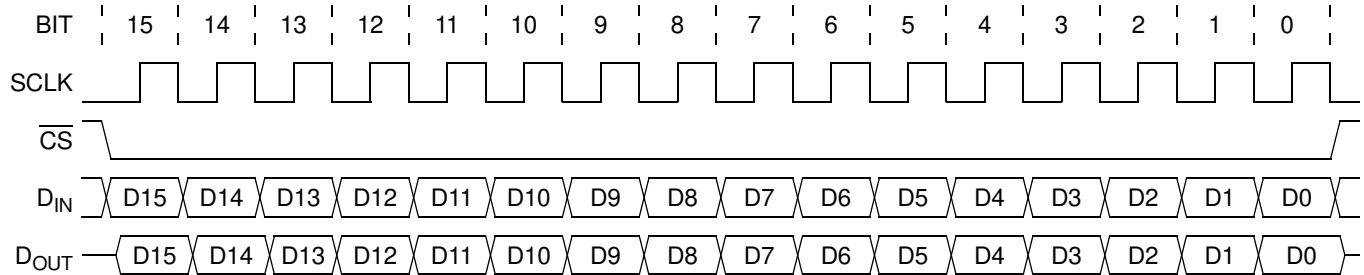 BIT 15 14 13 12 11 10 9 8 7 6 5 4 3 2 1 0
SCLK
CS
DIN D15 D14 D13 D12 D11 D10 D9 D8 D7 D6 D5 D4 D3 D2 D1 D0
DOUT D15 D14 D13 D12 D11 D10 D9 D8 D7 D6 D5 D4 D3 D2 D1 D0